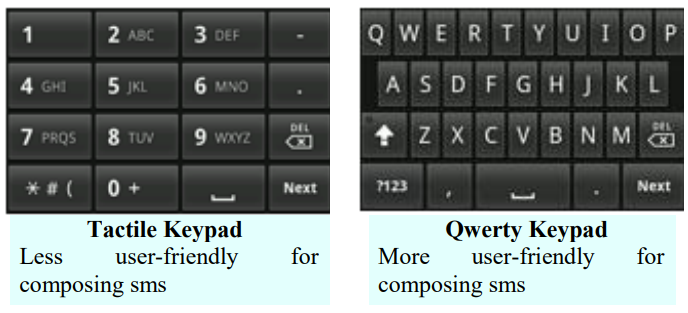 1 2 ABC 3 DEF -
4 GHI 5 JKL 6 MNO .
7 PRQS 8 TUV 9 WXYZ DEL
* # ( 0 + Next
Tactile Keypad
Less user-friendly for
composing sms
Q W E R T Y U I O P
A S D F G H J K L
Z X C V B N M DEL
?123 , . Next
Qwerty Keypad
More user-friendly for
composing sms